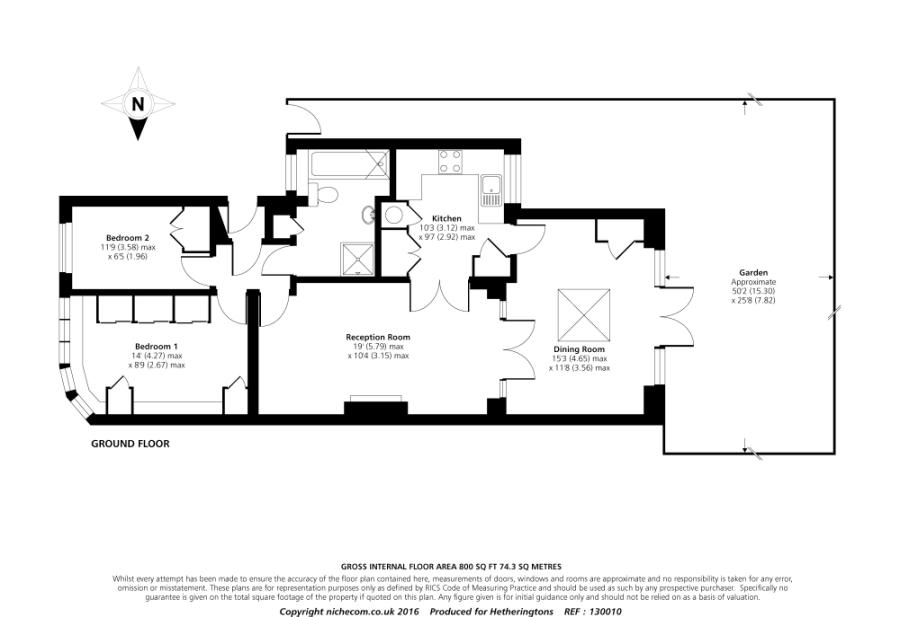 N
Bedroom 2
11'9 (3.58) max
x 6'5 (1.96)
Kitchen
10'3 (3.12) max
x 9'7 (2.92) max
Garden
Approximate
50'2 (15.30)
x 25'8 (7.82)
Bedroom 1
14' (4.27) max
x 8'9 (2.67) max
Reception Room
19' (5.79) max
x 10'4 (3.15) max
Dining Room
15'3 (4.65) max
x 11'8 (3.56) max
GROUND FLOOR
GROSS INTERNAL FLOOR AREA 800 SQ FT 74.3 SQ METRES
Whilst every attempt has been made to ensure the accuracy of the floor plan contained here, measurements of doors, windows and rooms are approximate and no responsibility is taken for any error,
omission or misstatement. These plans are for representation purposes only as defined by RICS Code of Measuring Practice and should be used as such by any prospective purchaser. Specifically no
guarantee is given on the total square footage of the property if quoted on this plan. Any figure given is for initial guidance only and should not be relied on as a basis of valuation.
Copyright nichecom.co.uk 2016 Produced for Hetheringtons REF : 130010